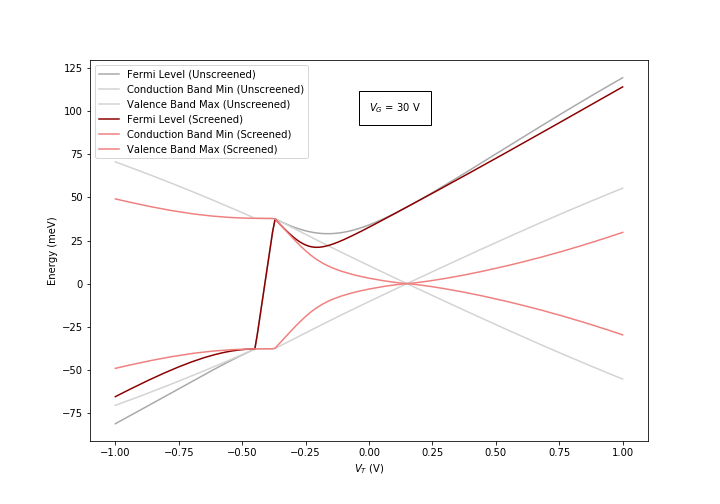 Fermi Level (Unscreened)
Conduction Band Min (Unscreened)
Valence Band Max (Unscreened)
Fermi Level (Screened)
Conduction Band Min (Screened)
Valence Band Max (Screened)
V_G = 30 V
125
100
75
50
25
0
−25
−50
−75
Energy (meV)
−1.00 −0.75 −0.50 −0.25 0.00 0.25 0.50 0.75 1.00
V_T (V)